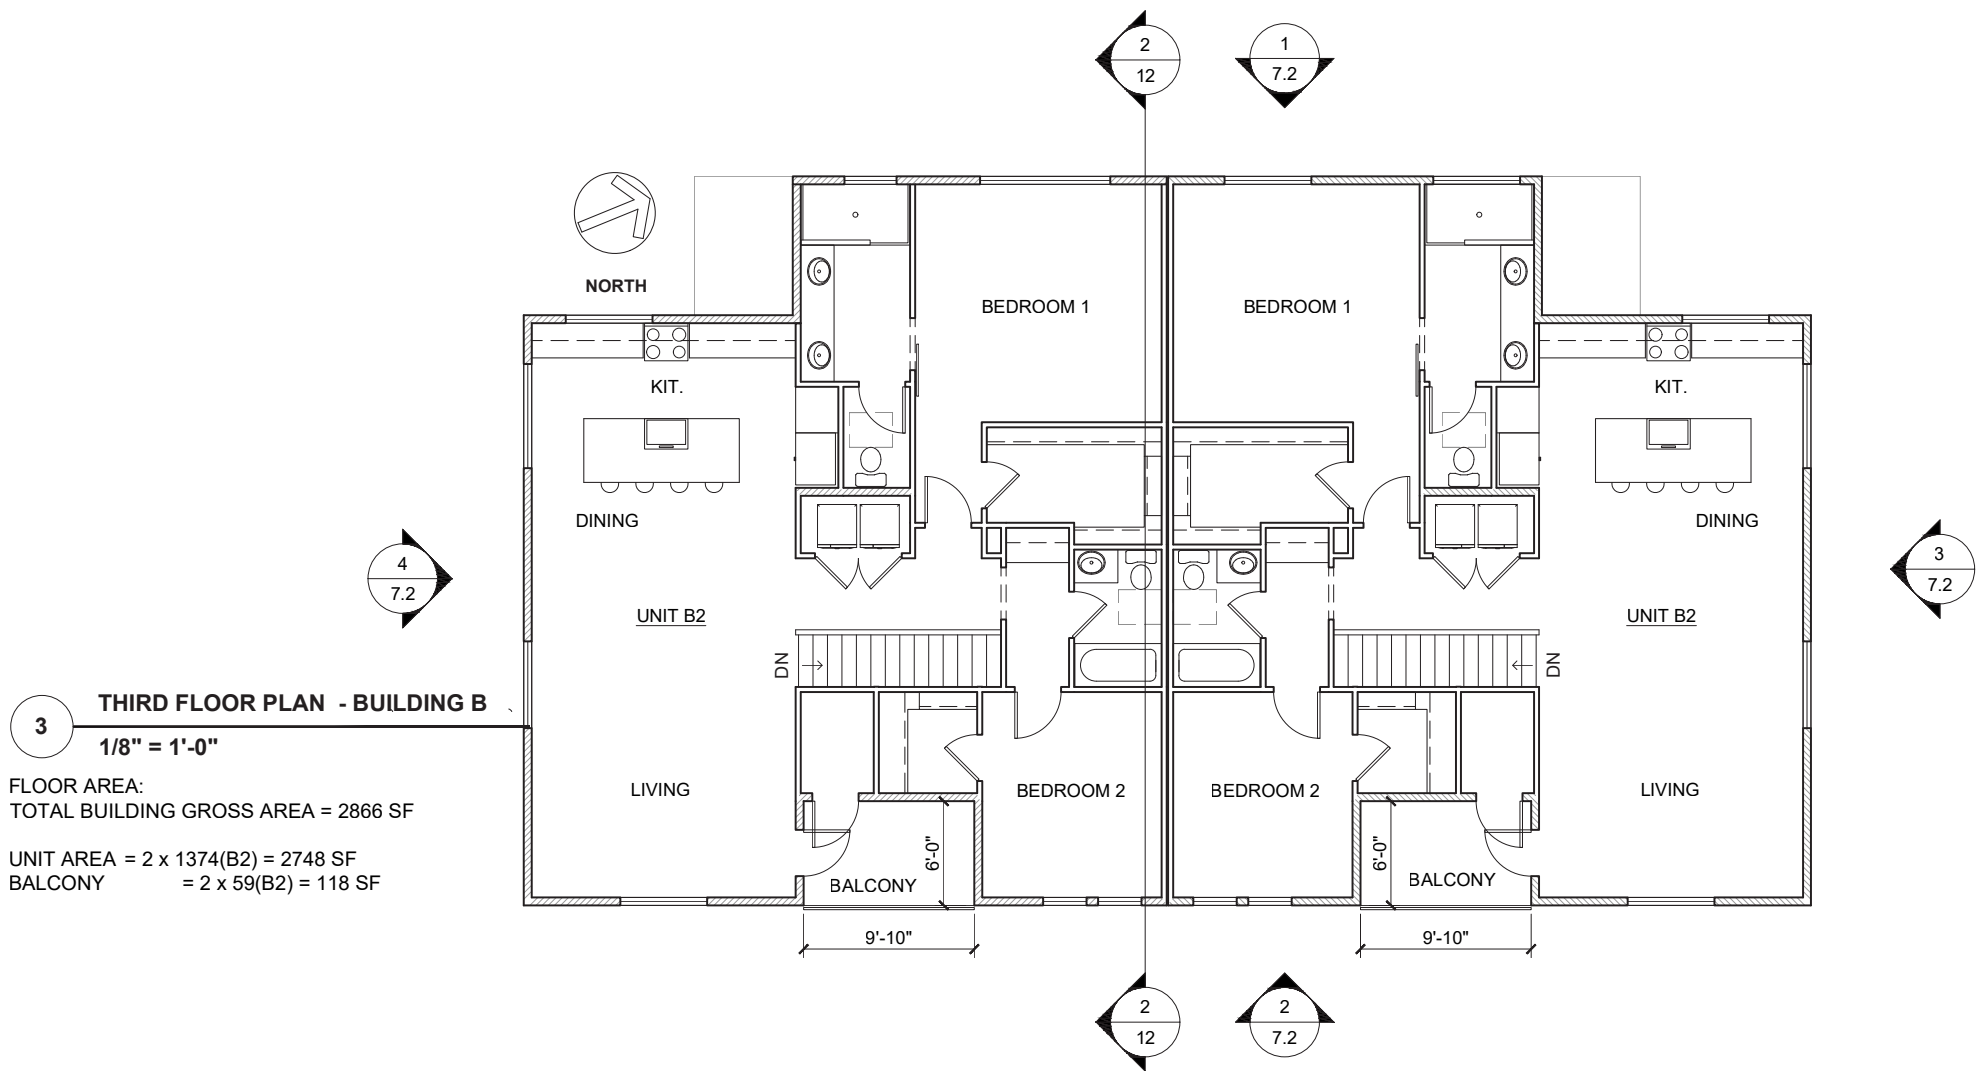 2
12
1
7.2
NORTH
BEDROOM 1
BEDROOM 1
KIT.
KIT.
DINING
DINING
4
7.2
3
7.2
UNIT B2
UNIT B2
DN
DN
3
THIRD FLOOR PLAN - BUILDING B
1/8" = 1'-0"
FLOOR AREA:
TOTAL BUILDING GROSS AREA = 2866 SF
UNIT AREA = 2 x 1374(B2) = 2748 SF
BALCONY = 2 x 59(B2) = 118 SF
LIVING
BEDROOM 2
BEDROOM 2
LIVING
6'-0"
6'-0"
BALCONY
BALCONY
9'-10"
9'-10"
2
12
2
7.2